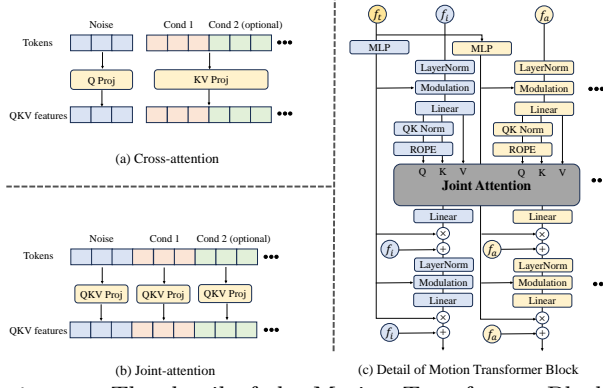 Noise Cond 1 Cond 2 (optional)
Tokens
Q Proj KV Proj
QKV features
(a) Cross-attention
Noise Cond 1 Cond 2 (optional)
Tokens
QKV Proj QKV Proj QKV Proj
QKV features
(b) Joint-attention
f_t f_i f_a
MLP MLP
LayerNorm LayerNorm
Modulation Modulation
Linear Linear
QK Norm QK Norm
ROPE ROPE
Q K V Q K V
Joint Attention
Linear Linear
f_i f_a
LayerNorm LayerNorm
Modulation Modulation
Linear Linear
f_i f_a
(c) Detail of Motion Transformer Block